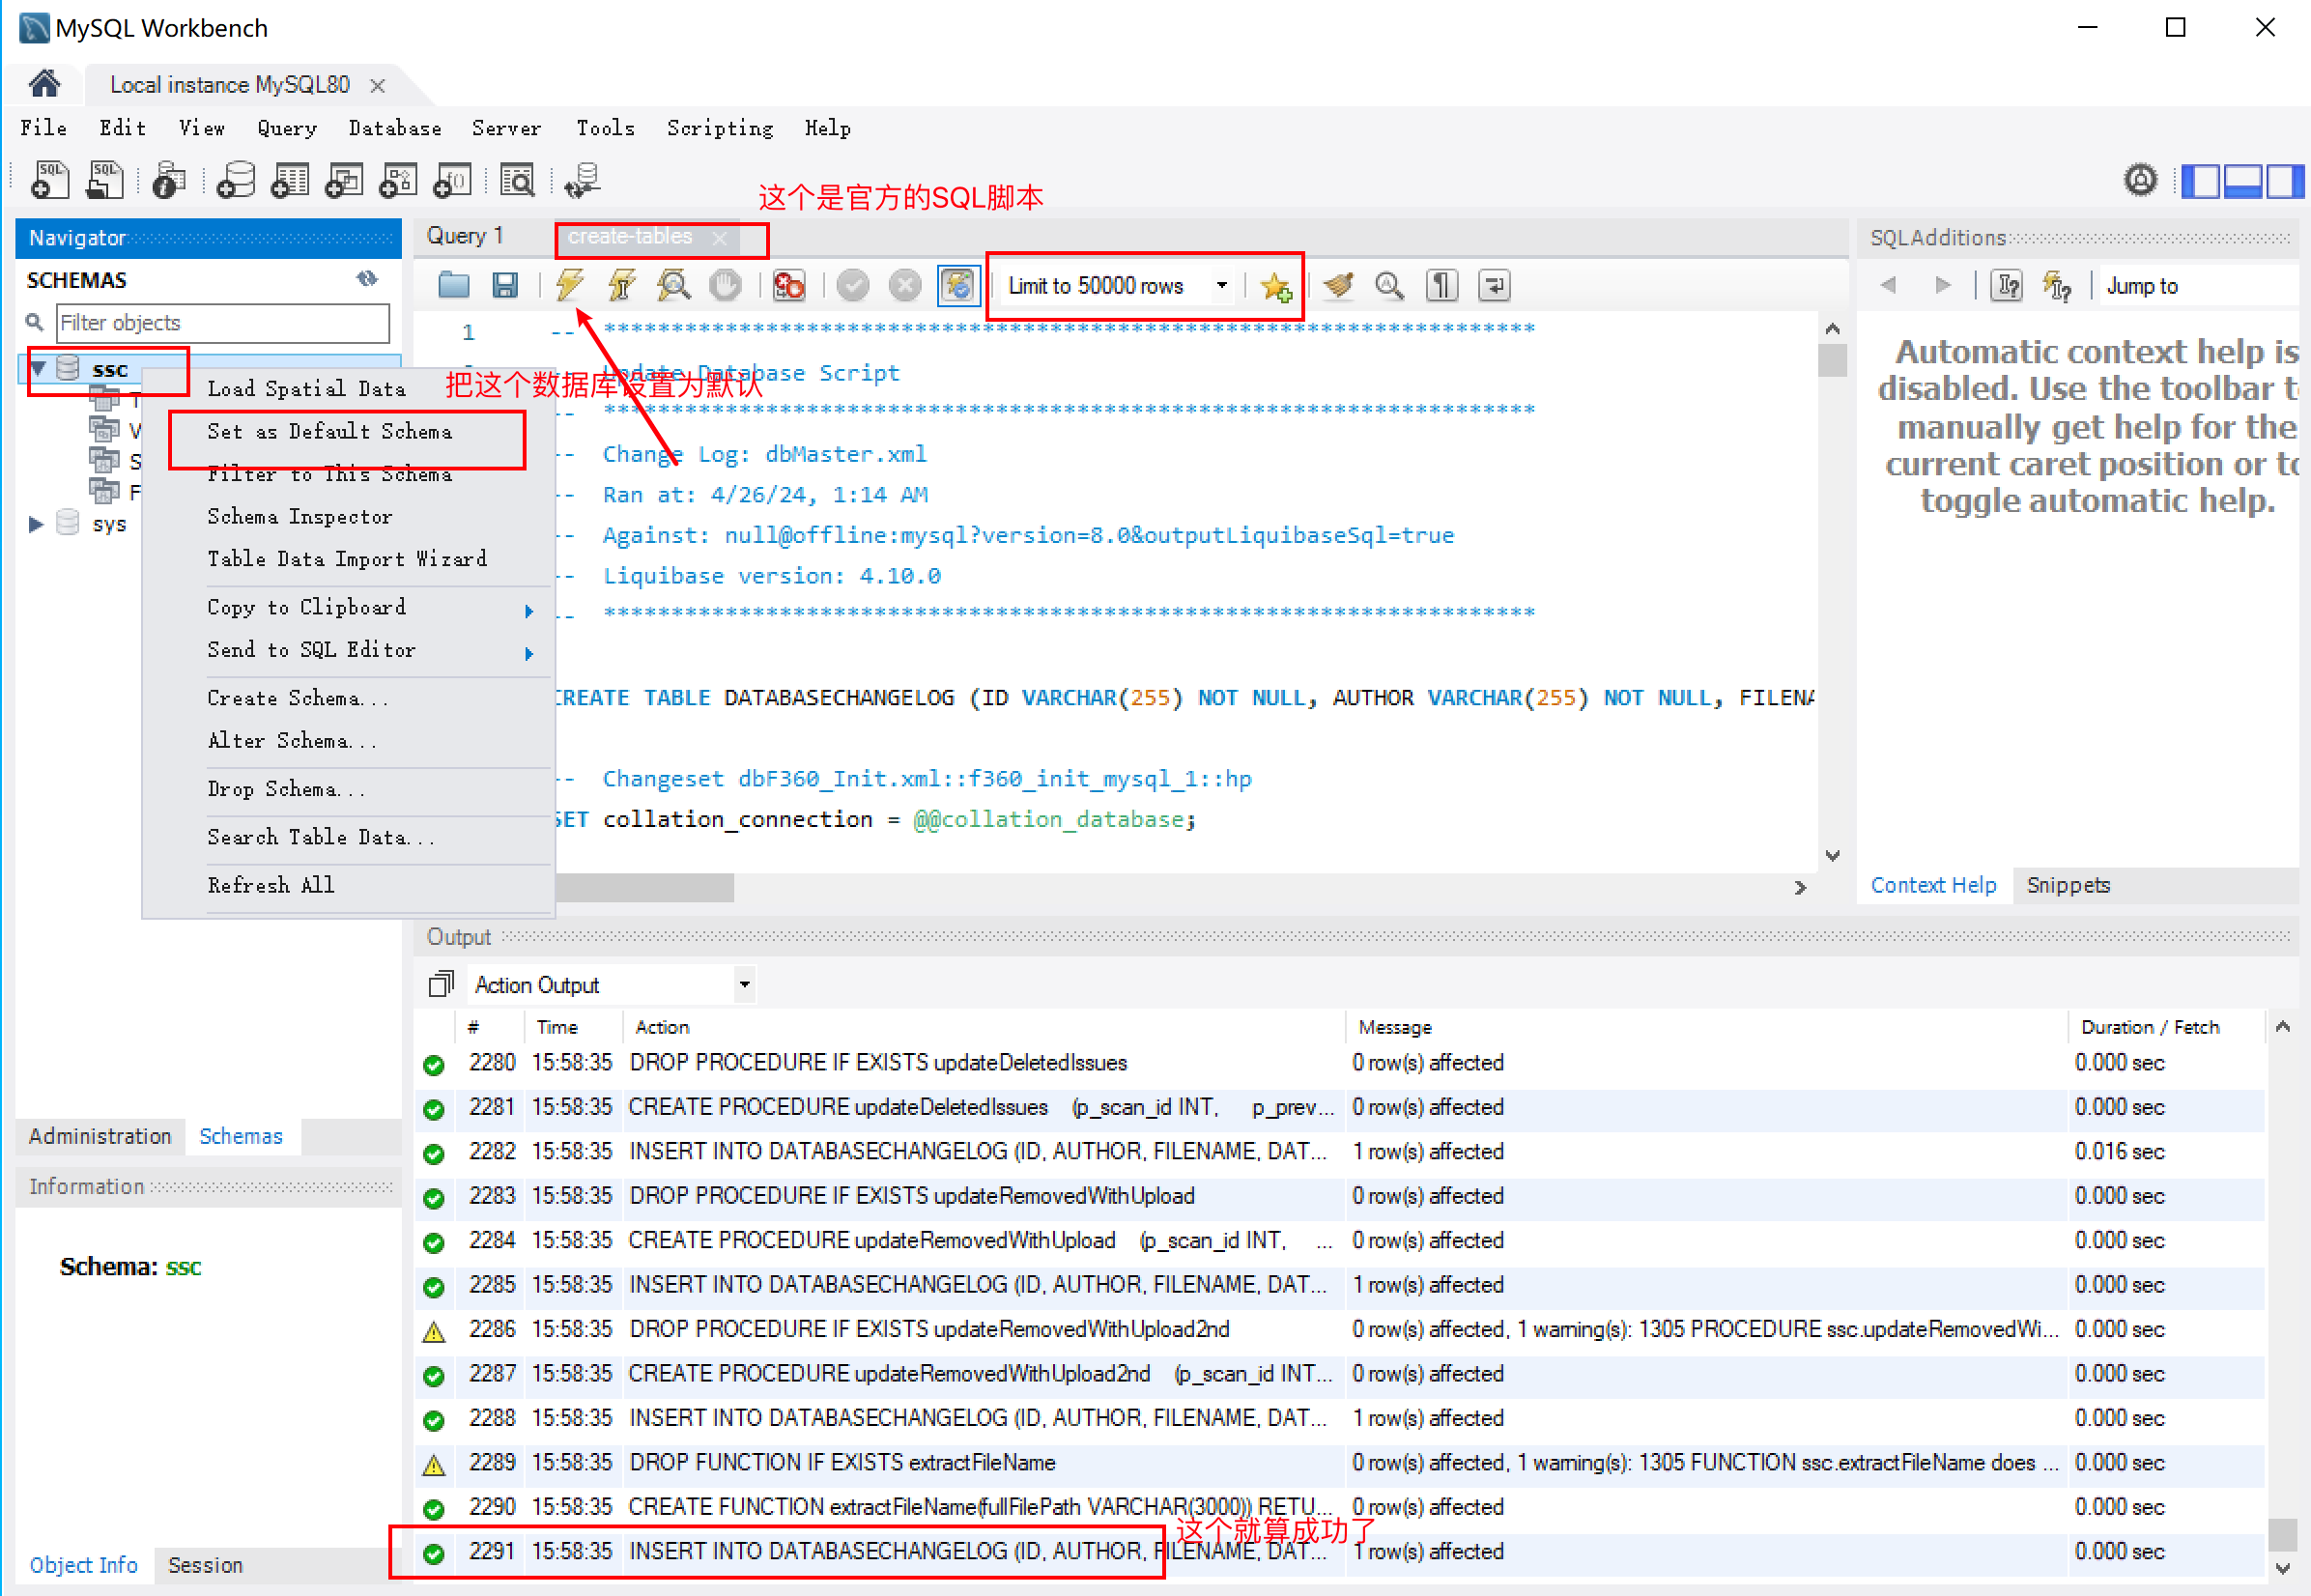 MySQL Workbench
Local instance MySQL80
File Edit View Query Database Server Tools Scripting Help
这个是官方的SQL脚本
Navigator
SCHEMAS
Filter objects
ssc
T
V
S
F
sys
Load Spatial Data
Set as Default Schema
Filter to This Schema
Schema Inspector
Table Data Import Wizard
Copy to Clipboard
Send to SQL Editor
Create Schema...
Alter Schema...
Drop Schema...
Search Table Data...
Refresh All
把这个数据库设置为默认
Query 1
create-tables
Limit to 50000 rows
1 -- *********************************************************************
Update Database Script
-- *********************************************************************
-- Change Log: dbMaster.xml
-- Ran at: 4/26/24, 1:14 AM
-- Against: null@offline:mysql?version=8.0&outputLiquibaseSql=true
-- Liquibase version: 4.10.0
-- *********************************************************************
CREATE TABLE DATABASECHANGELOG (ID VARCHAR(255) NOT NULL, AUTHOR VARCHAR(255) NOT NULL, FILENA
-- Changeset dbF360_Init.xml::f360_init_mysql_1::hp
SET collation_connection = @@collation_database;
SQLAdditions
Jump to
Automatic context help is
disabled. Use the toolbar t
manually get help for the
current caret position or to
toggle automatic help.
Context Help Snippets
Administration Schemas
Information
Schema: ssc
Object Info Session
Output
Action Output
# Time Action Message Duration / Fetch
2280 15:58:35 DROP PROCEDURE IF EXISTS updateDeletedIssues 0 row(s) affected 0.000 sec
2281 15:58:35 CREATE PROCEDURE updateDeletedIssues (p_scan_id INT, p_prev... 0 row(s) affected 0.000 sec
2282 15:58:35 INSERT INTO DATABASECHANGELOG (ID, AUTHOR, FILENAME, DAT... 1 row(s) affected 0.016 sec
2283 15:58:35 DROP PROCEDURE IF EXISTS updateRemovedWithUpload 0 row(s) affected 0.000 sec
2284 15:58:35 CREATE PROCEDURE updateRemovedWithUpload (p_scan_id INT, ... 0 row(s) affected 0.000 sec
2285 15:58:35 INSERT INTO DATABASECHANGELOG (ID, AUTHOR, FILENAME, DAT... 1 row(s) affected 0.000 sec
2286 15:58:35 DROP PROCEDURE IF EXISTS updateRemovedWithUpload2nd 0 row(s) affected, 1 warning(s): 1305 PROCEDURE ssc.updateRemovedWi... 0.000 sec
2287 15:58:35 CREATE PROCEDURE updateRemovedWithUpload2nd (p_scan_id INT... 0 row(s) affected 0.000 sec
2288 15:58:35 INSERT INTO DATABASECHANGELOG (ID, AUTHOR, FILENAME, DAT... 1 row(s) affected 0.000 sec
2289 15:58:35 DROP FUNCTION IF EXISTS extractFileName 0 row(s) affected, 1 warning(s): 1305 FUNCTION ssc.extractFileName does ... 0.000 sec
2290 15:58:35 CREATE FUNCTION extractFileName(fullFilePath VARCHAR(3000)) RETU... 0 row(s) affected 0.000 sec
这个就算成功了
2291 15:58:35 INSERT INTO DATABASECHANGELOG (ID, AUTHOR, FILENAME, DAT... 1 row(s) affected 0.000 sec